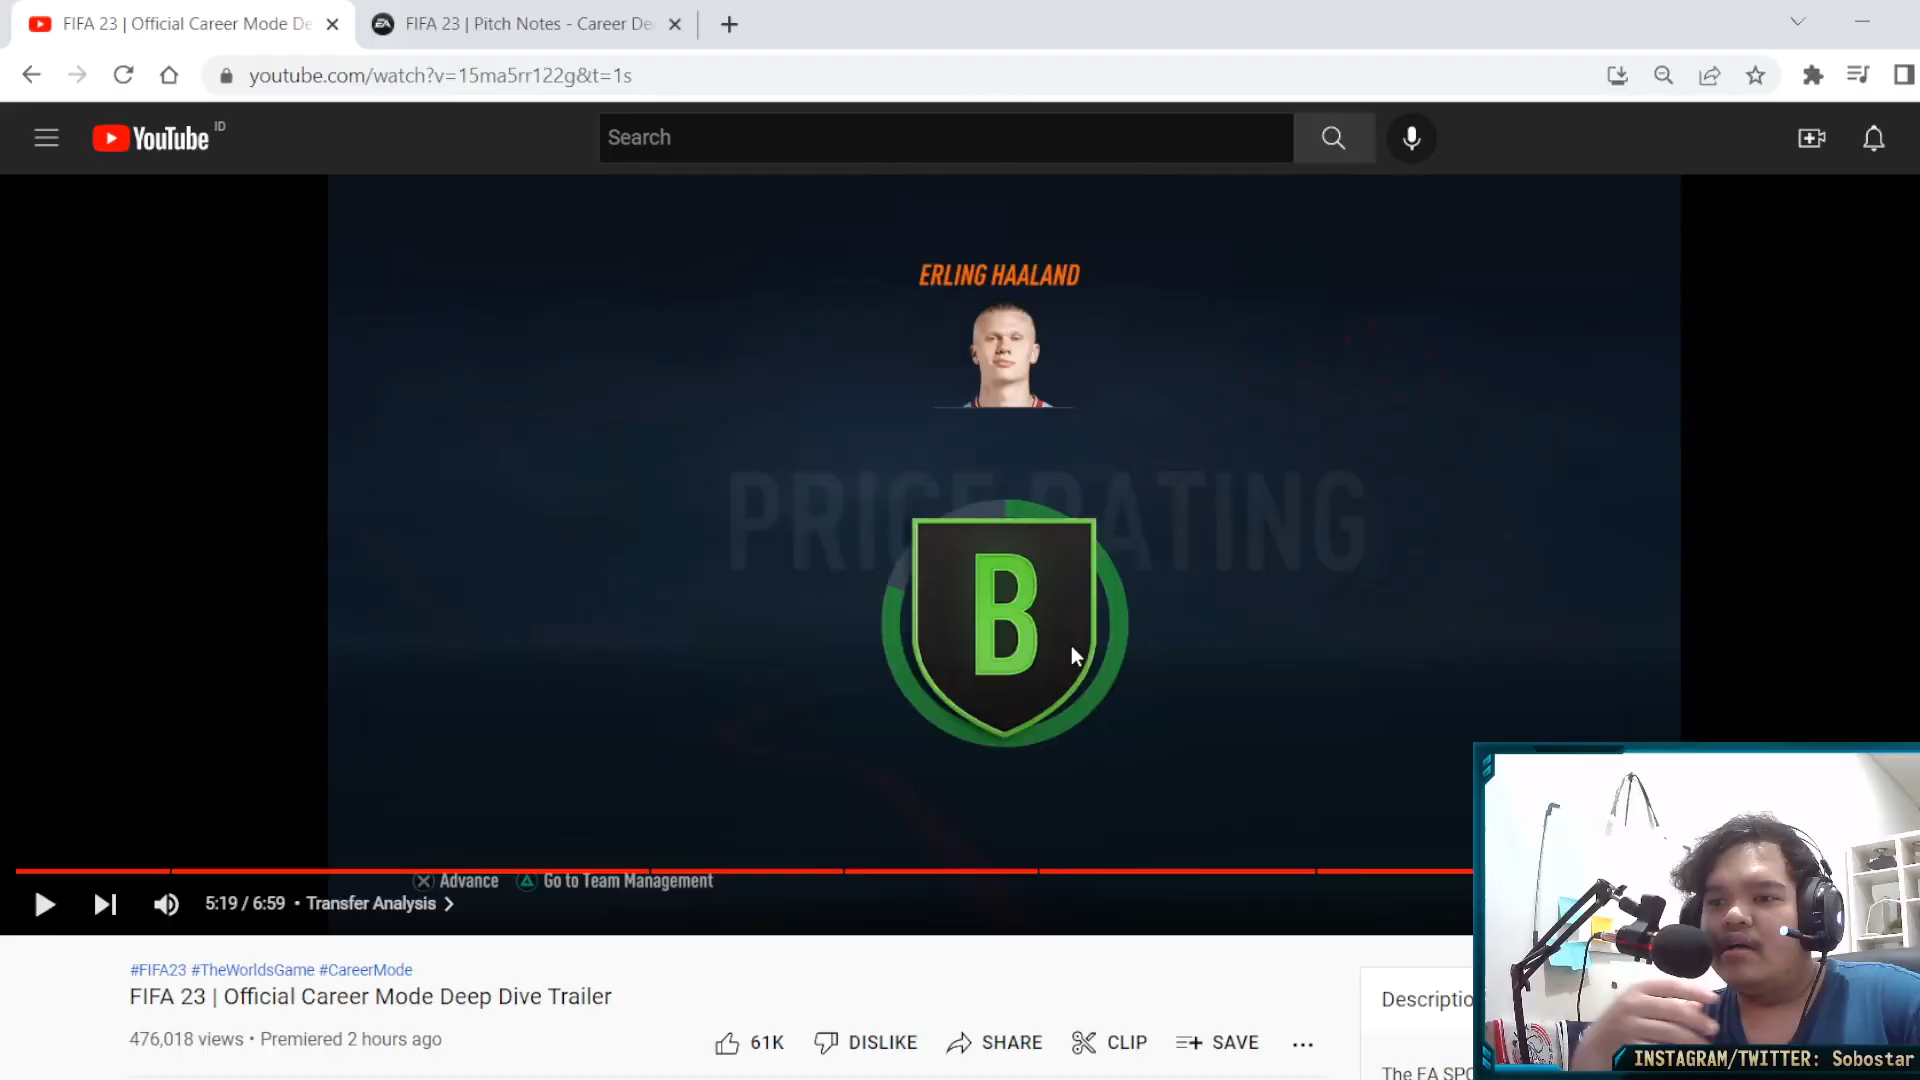 FIFA 23 | Official Career Mode De
FIFA 23 | Pitch Notes - Career De
youtube.com/watch?v=15ma5rr122g&t=1s
YouTube ID
Search
ERLING HAALAND
PRICE RATING
B
Advance Go to Team Management
5:19 / 6:59 • Transfer Analysis
#FIFA23 #TheWorldsGame #CareerMode
FIFA 23 | Official Career Mode Deep Dive Trailer
476,018 views • Premiered 2 hours ago
61K DISLIKE SHARE CLIP SAVE
Descriptio
The EA SPO
INSTAGRAM/TWITTER: Sobostar